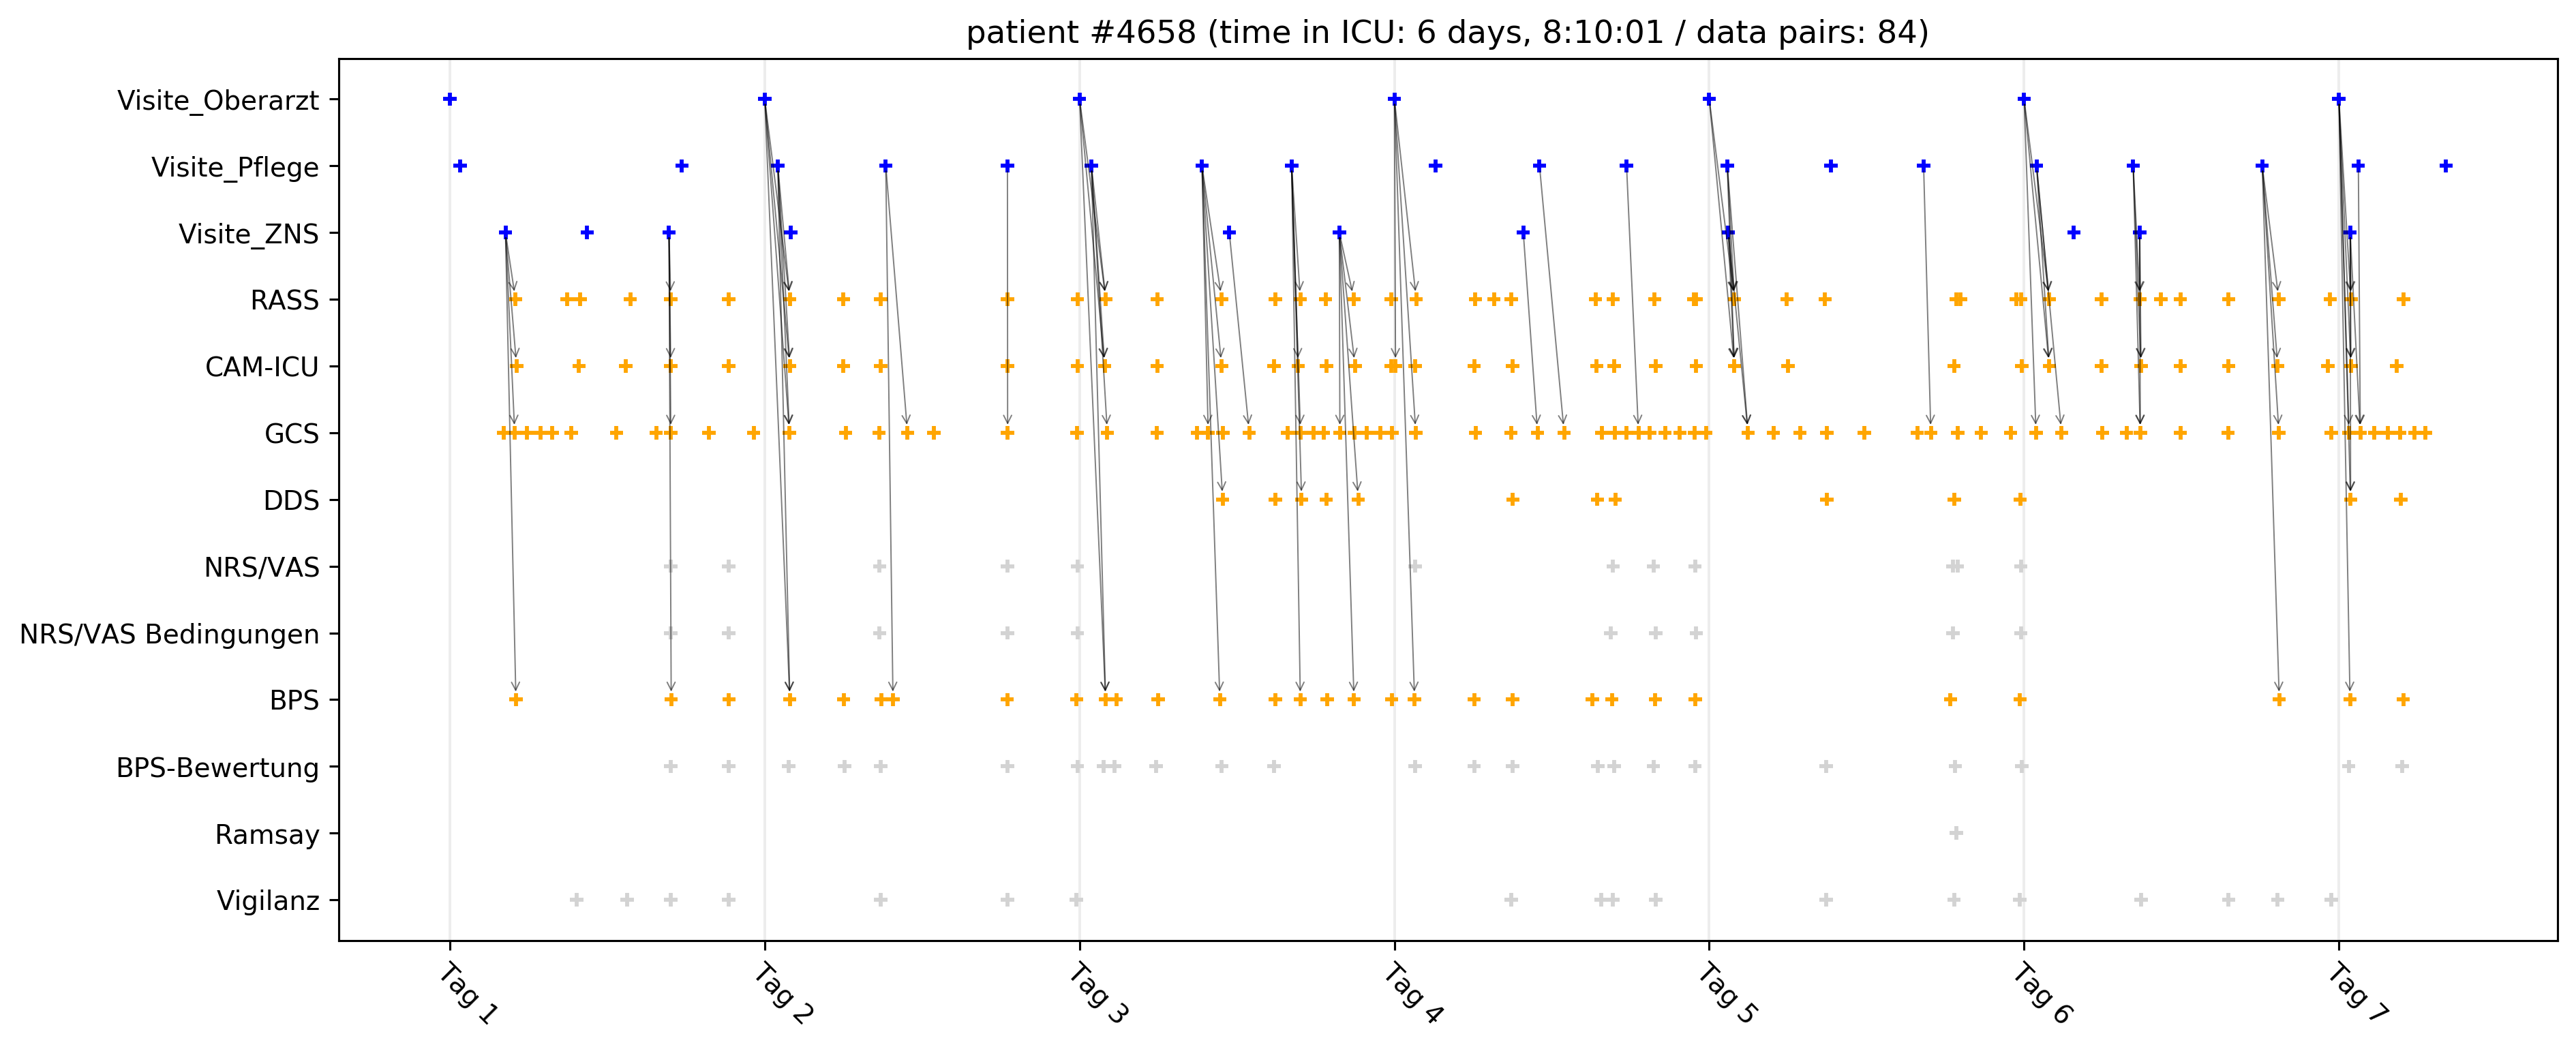 patient #4658 (time in ICU: 6 days, 8:10:01 / data pairs: 84)
Visite_Oberarzt
Visite_Pflege
Visite_ZNS
RASS
CAM-ICU
GCS
DDS
NRS/VAS
NRS/VAS Bedingungen
BPS
BPS-Bewertung
Ramsay
Vigilanz
Tag 1
Tag 2
Tag 3
Tag 4
Tag 5
Tag 6
Tag 7